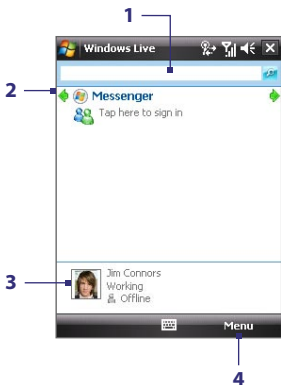 1
Windows Live
2
Messenger
Tap here to sign in
3
Jim Connors
Working
Offline
Menu
4